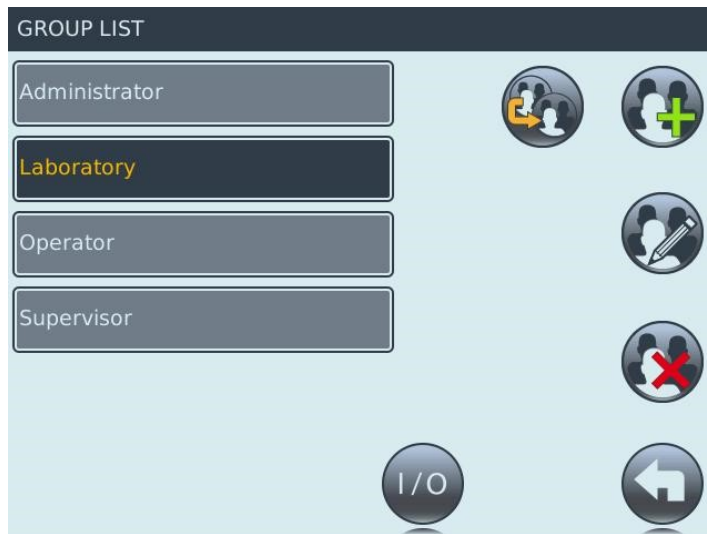 GROUP LIST
Administrator
Laboratory
Operator
Supervisor
I/O